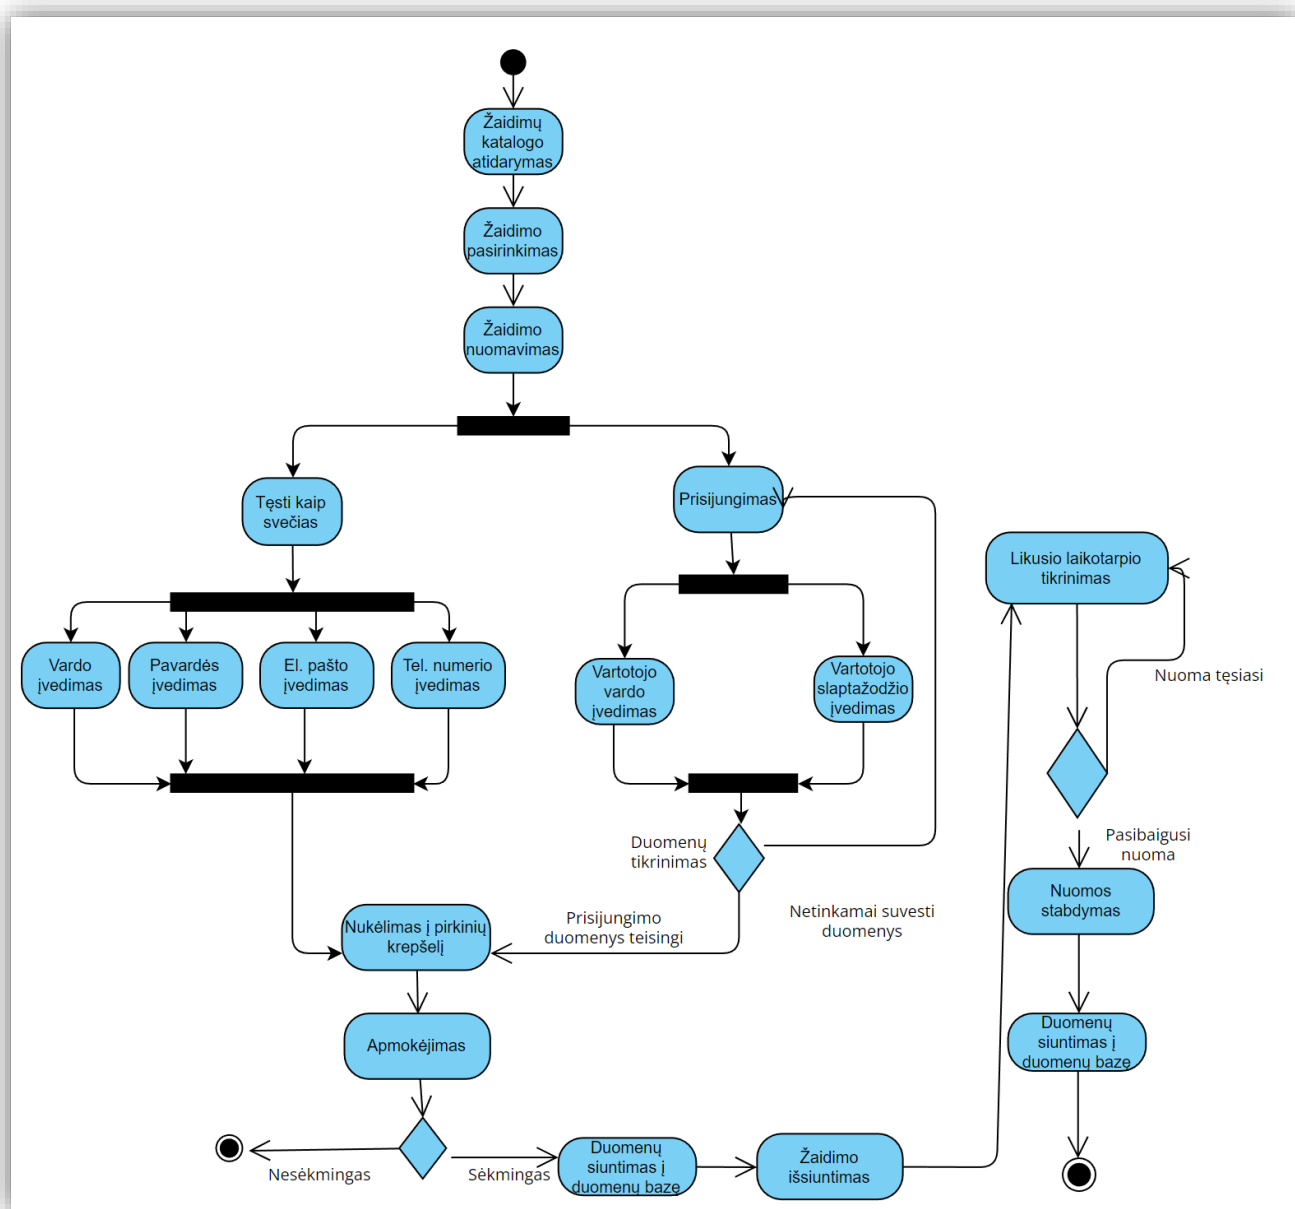 Žaidimų
katalogo
atidarymas
Žaidimo
pasirinkimas
Žaidimo
nuomavimas
Tęsti kaip
svečias
Prisijungimas
Vardo
įvedimas
Pavardės
įvedimas
El. pašto
įvedimas
Tel. numerio
įvedimas
Vartotojo
vardo
įvedimas
Vartotojo
slaptažodžio
įvedimas
Duomenų
tikrinimas
Netinkamai suvesti
duomenys
Prisijungimo
duomenys teisingi
Nukėlimas į pirkinių
krepšelį
Apmokėjimas
Nesėkmingas
Sėkmingas
Duomenų
siuntimas į
duomenų bazę
Žaidimo
išsiuntimas
Likusio laikotarpio
tikrinimas
Nuoma tęsiasi
Pasibaigusi
nuoma
Nuomos
stabdymas
Duomenų
siuntimas į
duomenų bazę